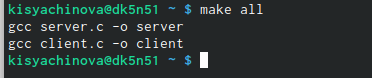 kisyachinova@dk5n51 ~ $ make all
gcc server.c -o server
gcc client.c -o client
kisyachinova@dk5n51 ~ $